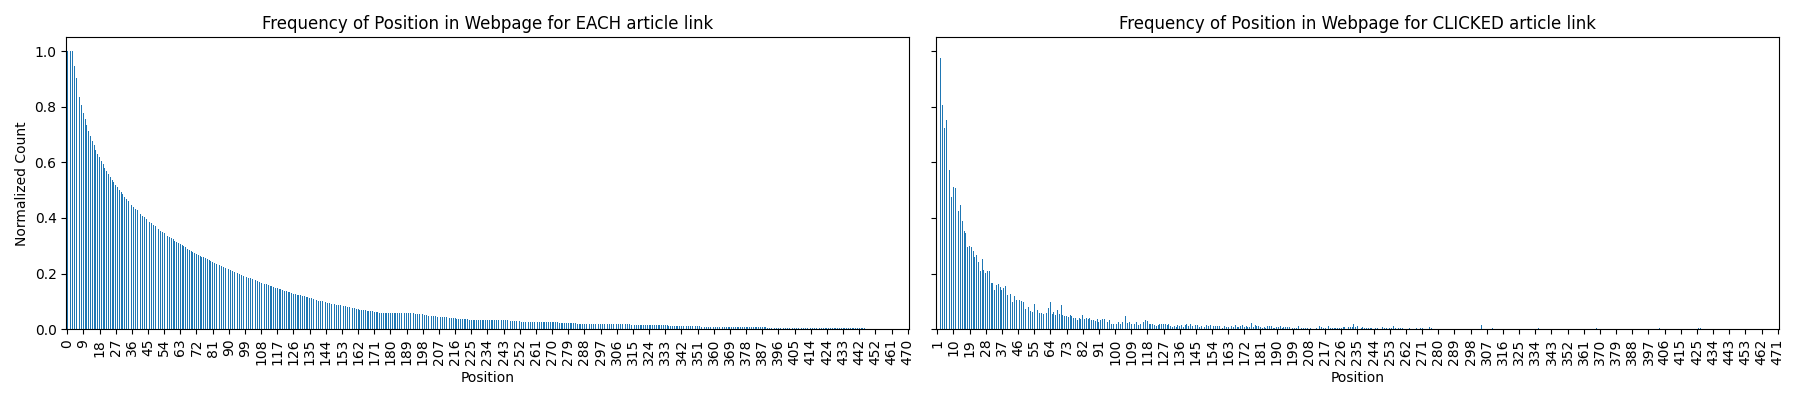 Frequency of Position in Webpage for EACH article link
Normalized Count
1.0
0.8
0.6
0.4
0.2
0.0
0 9 18 27 36 45 54 63 72 81 90 99 108 117 126 135 144 153 162 171 180 189 198 207 216 225 234 243 252 261 270 279 288 297 306 315 324 333 342 351 360 369 378 387 396 405 414 424 433 442 452 461 470
Position
Frequency of Position in Webpage for CLICKED article link
1 10 19 28 37 46 55 64 73 82 91 100 109 118 127 136 145 154 163 172 181 190 199 208 217 226 235 244 253 262 271 280 289 298 307 316 325 334 343 352 361 370 379 388 397 406 415 425 434 443 453 462 471
Position